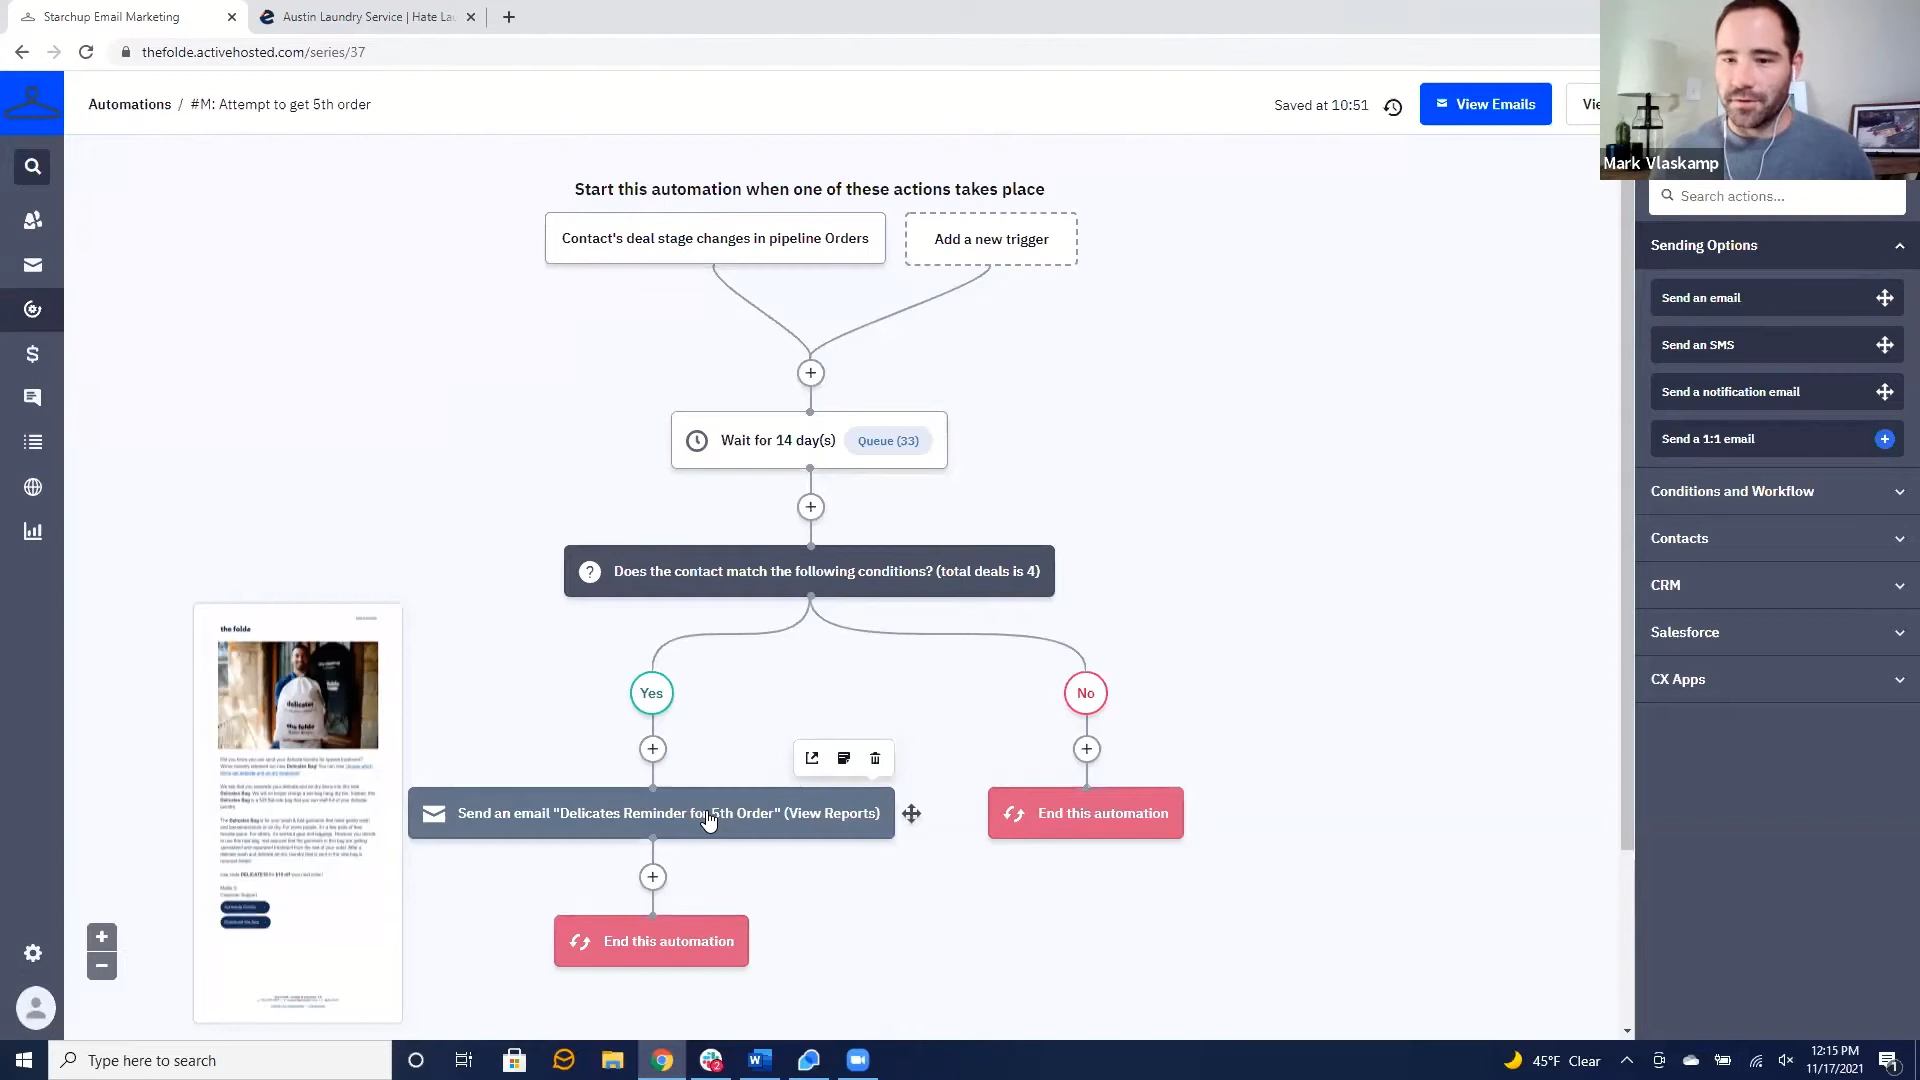 Starchup Email Marketing
Austin Laundry Service | Hate La
thefolde.activehosted.com/series/37
Automations / #M: Attempt to get 5th order
Saved at 10:51
View Emails
Vie
Mark Vlaskamp
Search actions...
Start this automation when one of these actions takes place
Contact's deal stage changes in pipeline Orders
Add a new trigger
Wait for 14 day(s)
Queue (33)
Does the contact match the following conditions? (total deals is 4)
Yes
No
Send an email "Delicates Reminder for 5th Order" (View Reports)
End this automation
End this automation
Sending Options
Send an email
Send an SMS
Send a notification email
Send a 1:1 email
Conditions and Workflow
Contacts
CRM
Salesforce
CX Apps
the folde
delicates
the folde
Type here to search
45°F Clear
12:15 PM
11/17/2021